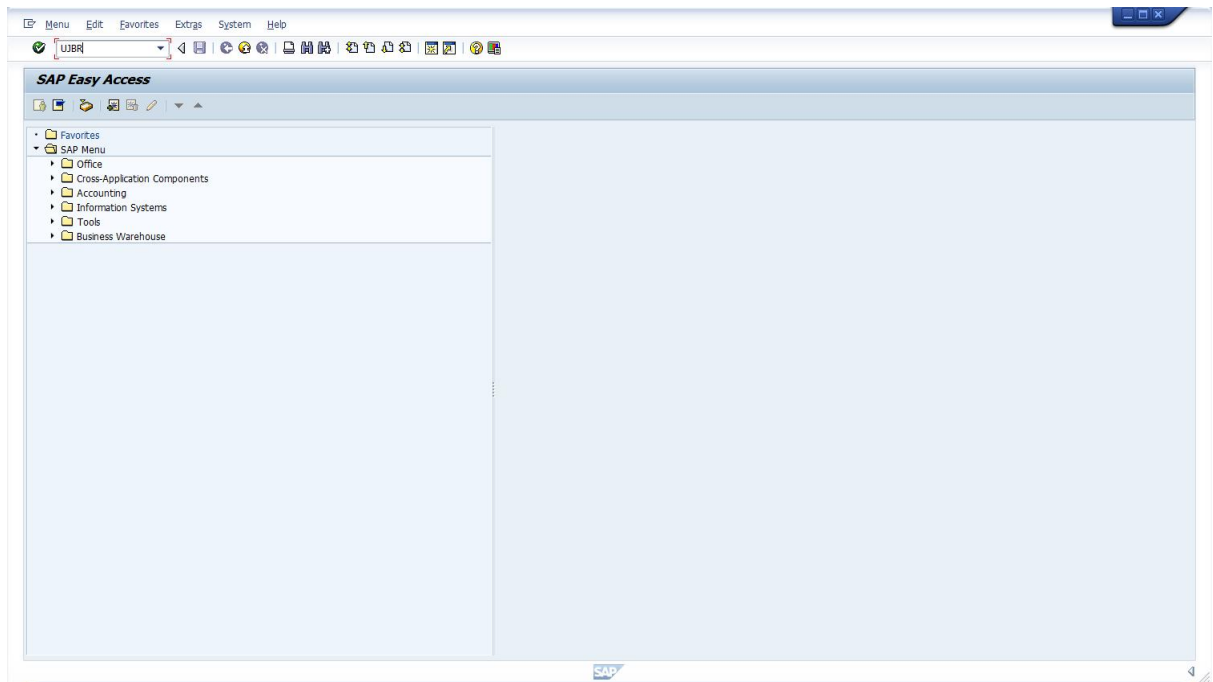 Menu Edit Favorites Extras System Help
UJBR
SAP Easy Access
Favorites
SAP Menu
Office
Cross-Application Components
Accounting
Information Systems
Tools
Business Warehouse
SAP